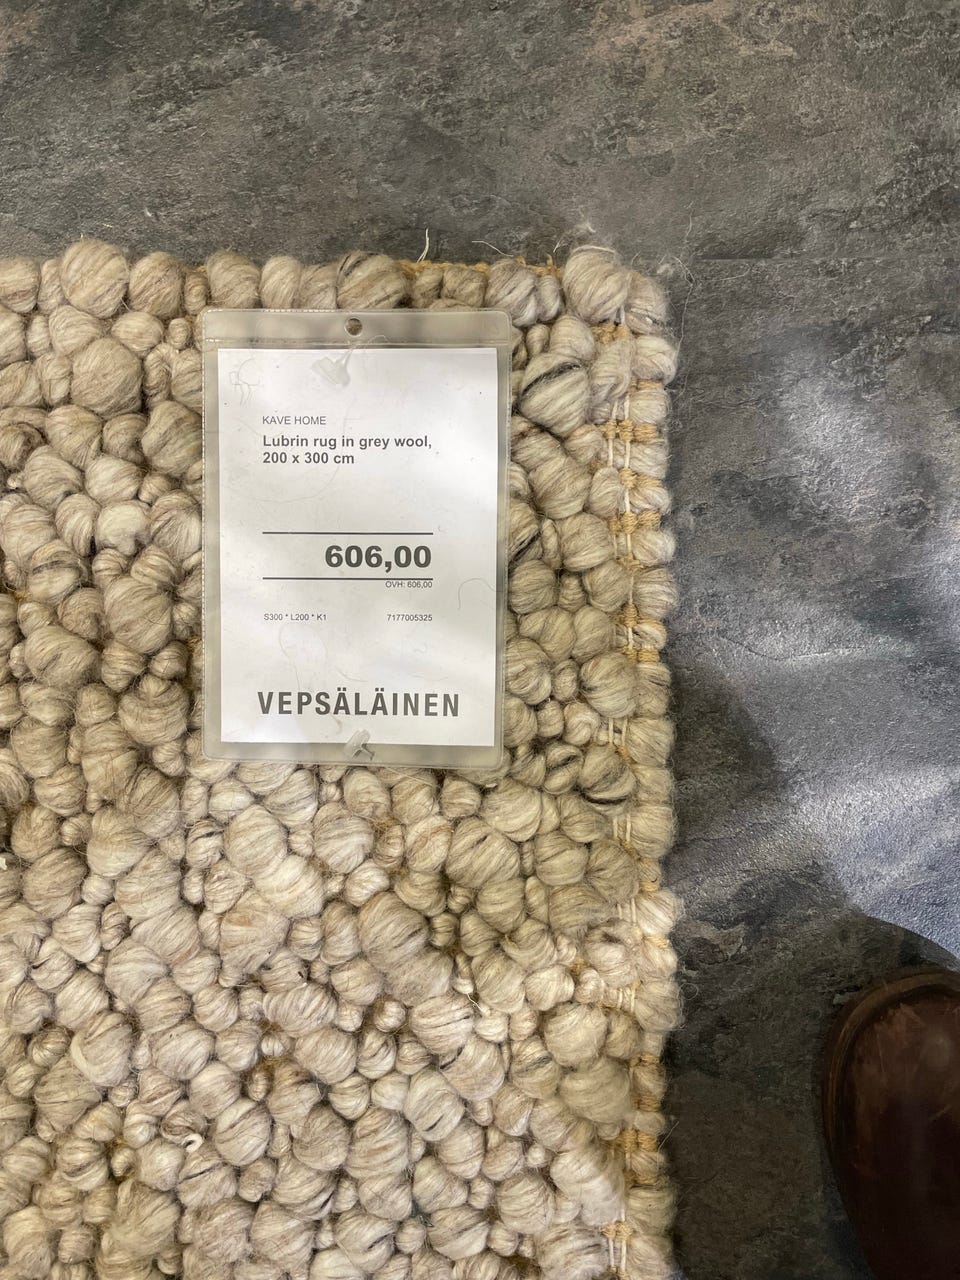 KAVE HOME
Lubrin rug in grey wool,
200 x 300 cm
606,00
OVH: 606,00
S300 * L200 * K1 7177005325
VEPSÄLÄINEN